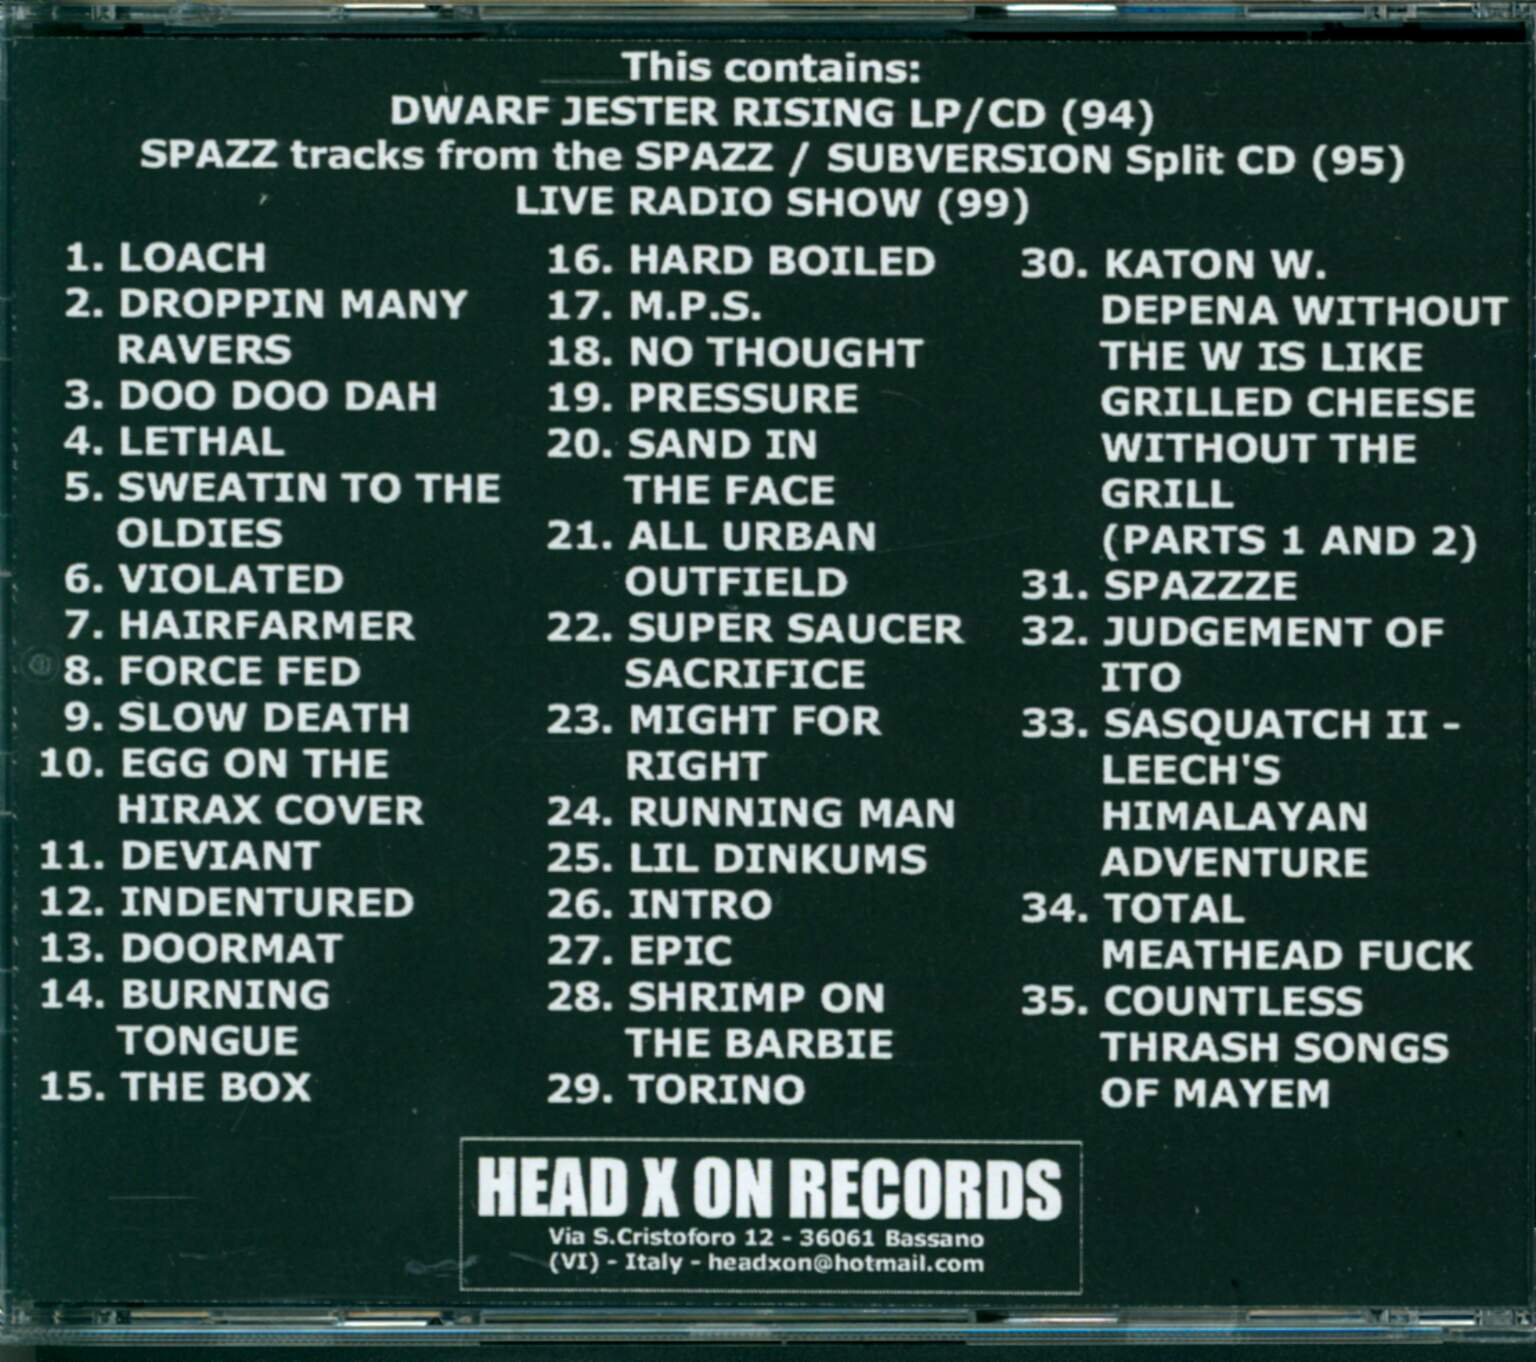 This contains:
DWARF JESTER RISING LP/CD (94)
SPAZZ tracks from the SPAZZ / SUBVERSION Split CD (95)
LIVE RADIO SHOW (99)
1. LOACH
2. DROPPIN MANY
RAVERS
3. DOO DOO DAH
4. LETHAL
5. SWEATIN TO THE
OLDIES
6. VIOLATED
7. HAIRFARMER
8. FORCE FED
9. SLOW DEATH
10. EGG ON THE
HIRAX COVER
11. DEVIANT
12. INDENTURED
13. DOORMAT
14. BURNING
TONGUE
15. THE BOX
16. HARD BOILED
17. M.P.S.
18. NO THOUGHT
19. PRESSURE
20. SAND IN
THE FACE
21. ALL URBAN
OUTFIELD
22. SUPER SAUCER
SACRIFICE
23. MIGHT FOR
RIGHT
24. RUNNING MAN
25. LIL DINKUMS
26. INTRO
27. EPIC
28. SHRIMP ON
THE BARBIE
29. TORINO
30. KATON W.
DEPENA WITHOUT
THE W IS LIKE
GRILLED CHEESE
WITHOUT THE
GRILL
(PARTS 1 AND 2)
31. SPAZZZE
32. JUDGEMENT OF
ITO
33. SASQUATCH II -
LEECH'S
HIMALAYAN
ADVENTURE
34. TOTAL
MEATHEAD FUCK
35. COUNTLESS
THRASH SONGS
OF MAYEM
HEAD X ON RECORDS
Via S.Cristoforo 12 - 36061 Bassano
(VI) - Italy - headxon@hotmail.com